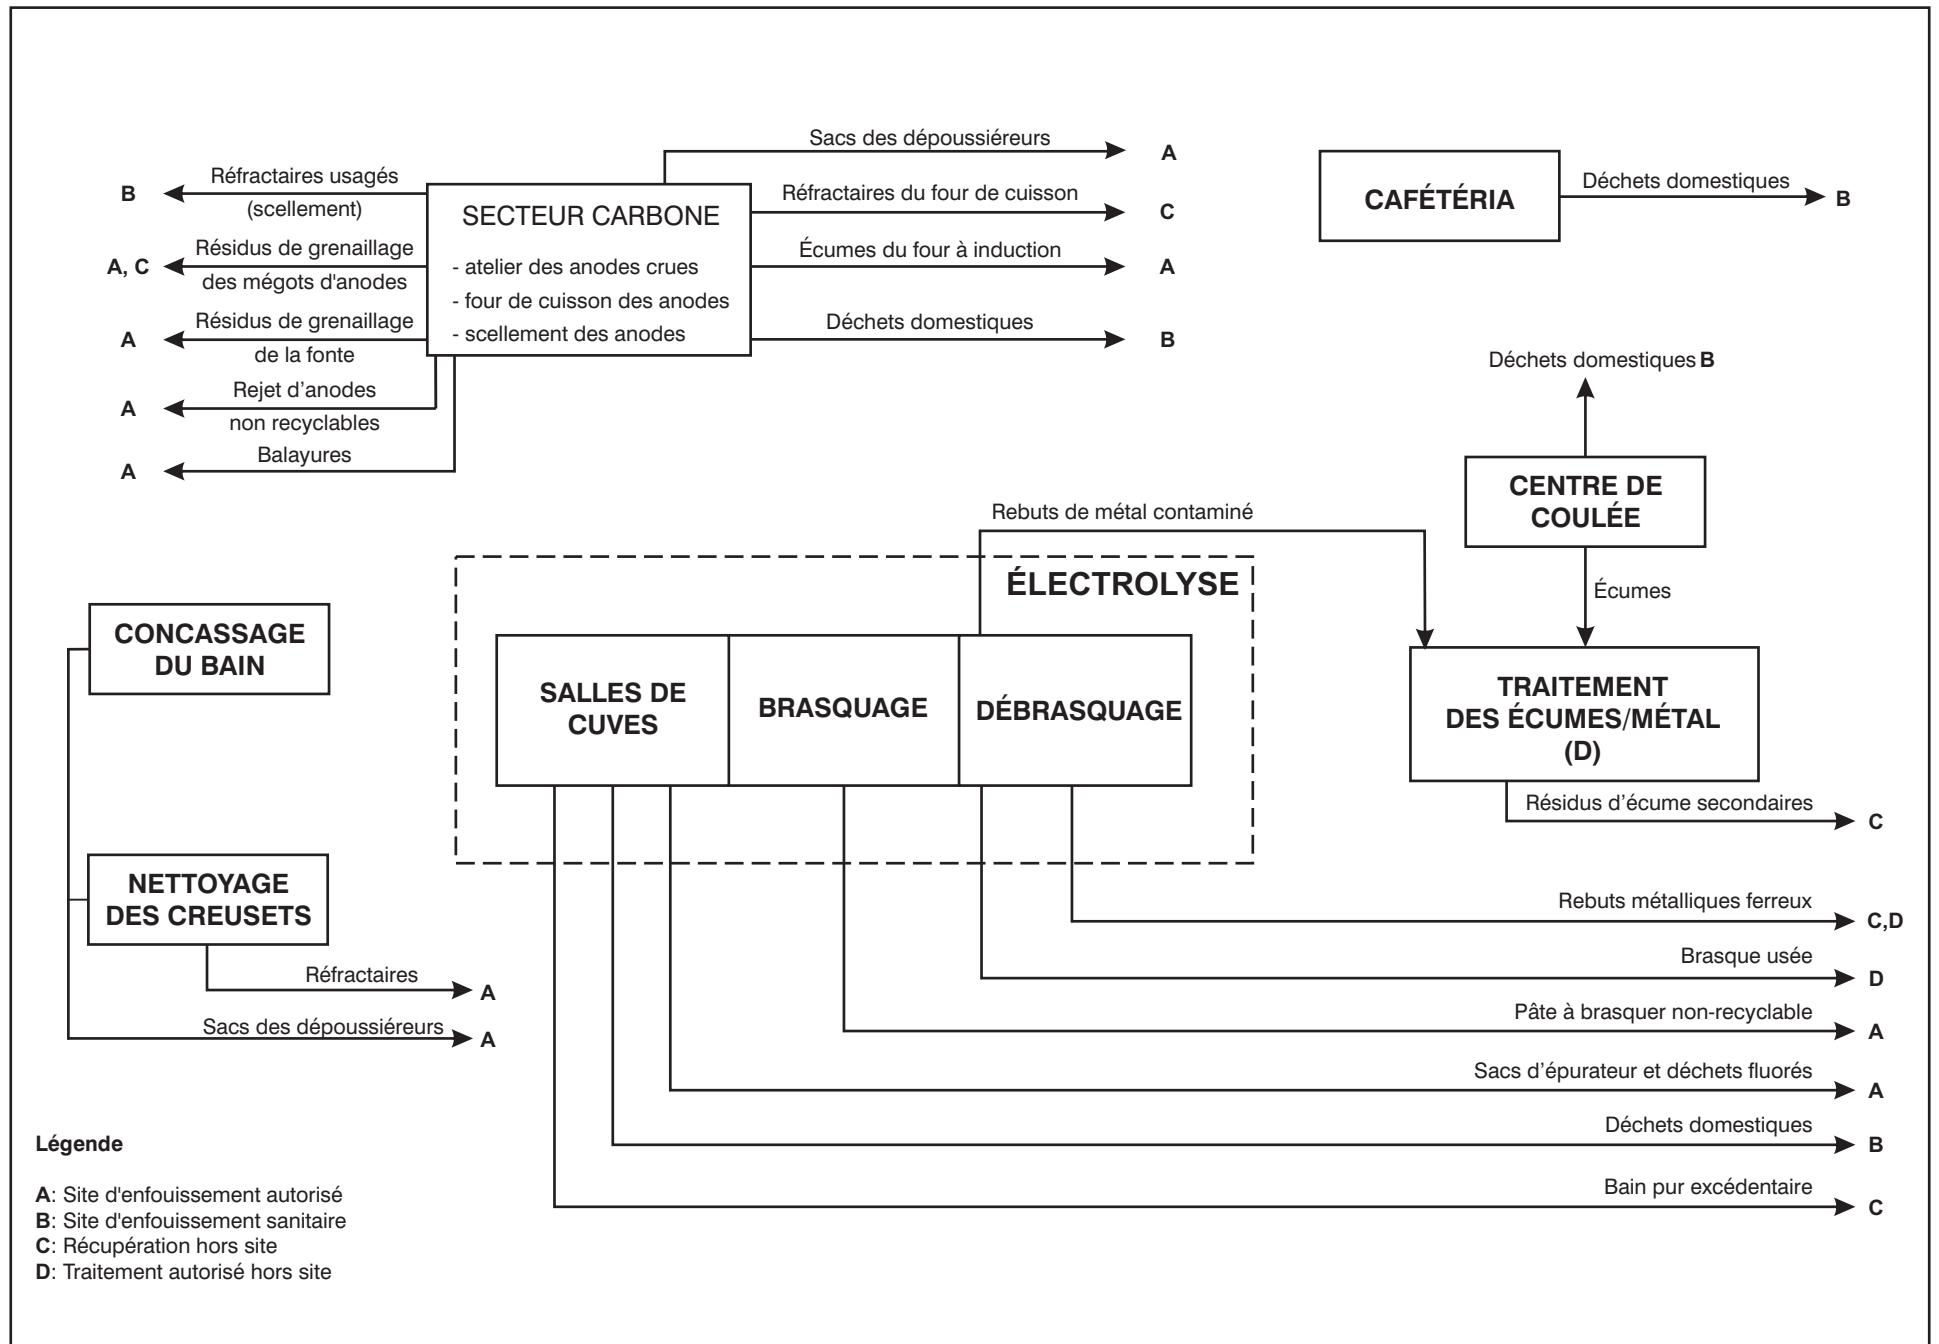 Sacs des dépoussiéreurs
A
Réfractaires usagés
(scellement)
B
Résidus de grenaillage
des mégots d'anodes
A, C
Résidus de grenaillage
de la fonte
A
Rejet d’anodes
non recyclables
A
Balayures
A
SECTEUR CARBONE
- atelier des anodes crues
- four de cuisson des anodes
- scellement des anodes
Réfractaires du four de cuisson
C
Écumes du four à induction
A
Déchets domestiques
B
CAFÉTÉRIA
Déchets domestiques
B
Déchets domestiques B
CENTRE DE
COULÉE
Écumes
Rebuts de métal contaminé
ÉLECTROLYSE
SALLES DE
CUVES
BRASQUAGE
DÉBRASQUAGE
TRAITEMENT
DES ÉCUMES/MÉTAL
(D)
Résidus d’écume secondaires
C
CONCASSAGE
DU BAIN
NETTOYAGE
DES CREUSETS
Réfractaires
A
Sacs des dépoussiéreurs
A
Rebuts métalliques ferreux
C,D
Brasque usée
D
Pâte à brasquer non-recyclable
A
Sacs d’épurateur et déchets fluorés
A
Déchets domestiques
B
Bain pur excédentaire
C
Légende
A: Site d'enfouissement autorisé
B: Site d'enfouissement sanitaire
C: Récupération hors site
D: Traitement autorisé hors site